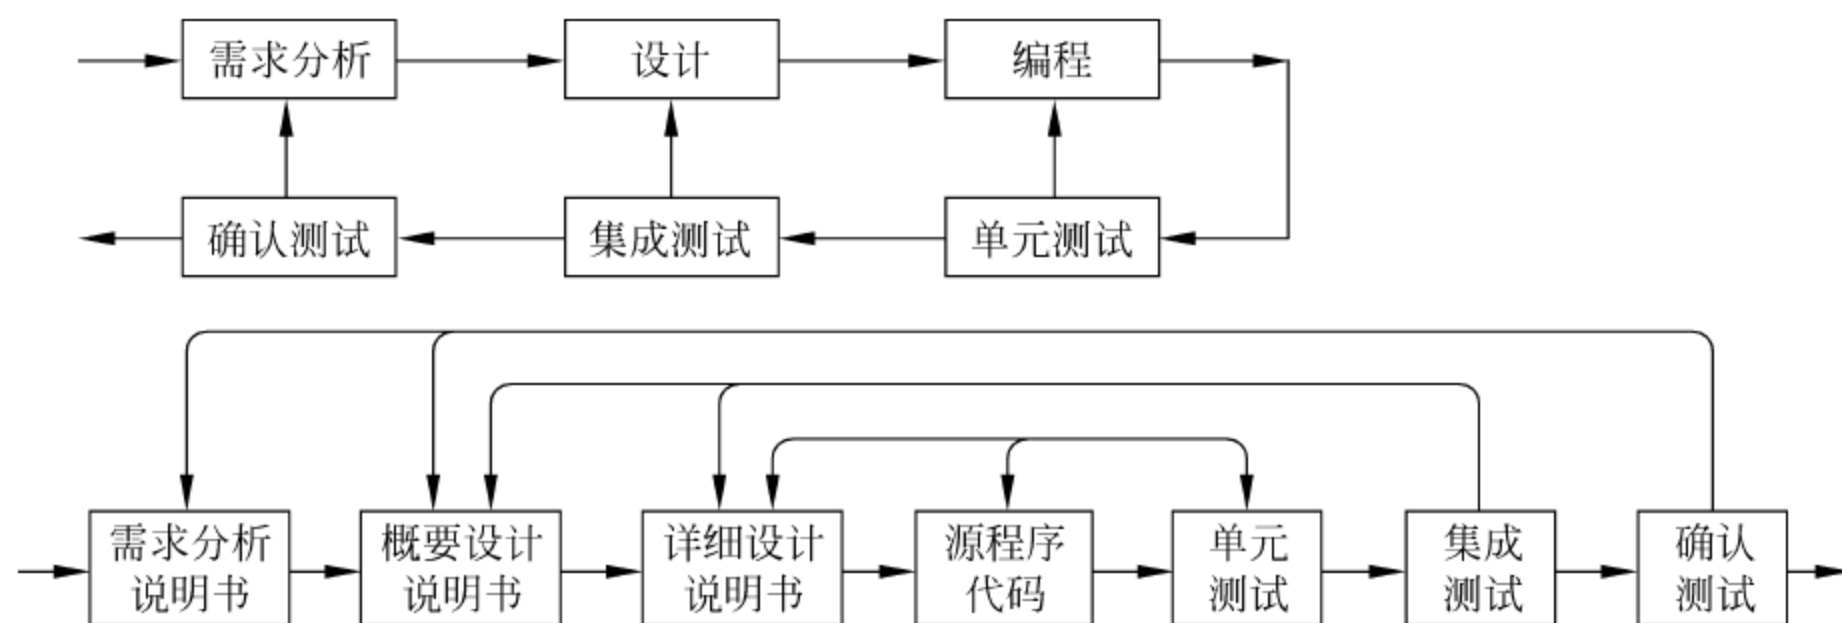 需求分析
设计
编程
确认测试
集成测试
单元测试
需求分析
说明书
概要设计
说明书
详细设计
说明书
源程序
代码
单元
测试
集成
测试
确认
测试